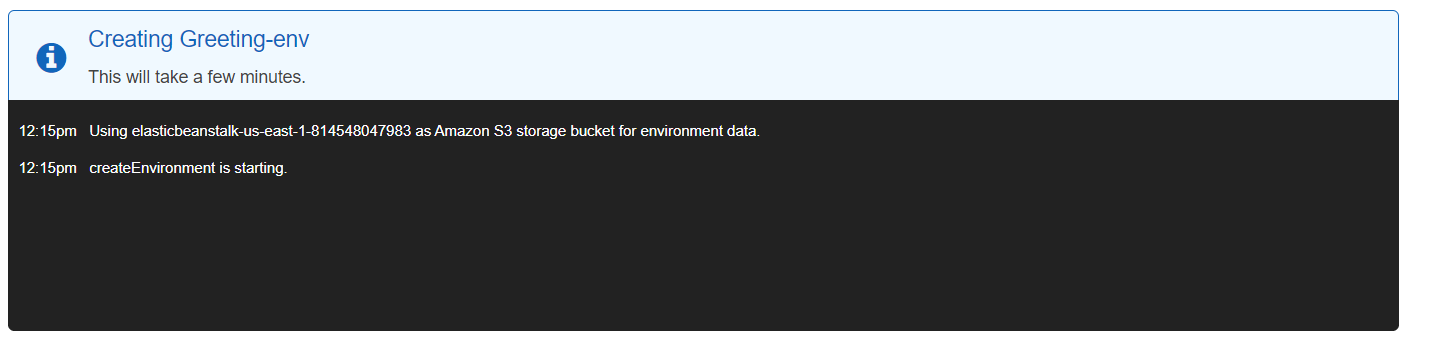 Creating Greeting-env
This will take a few minutes.
12:15pm Using elasticbeanstalk-us-east-1-814548047983 as Amazon S3 storage bucket for environment data.
12:15pm createEnvironment is starting.